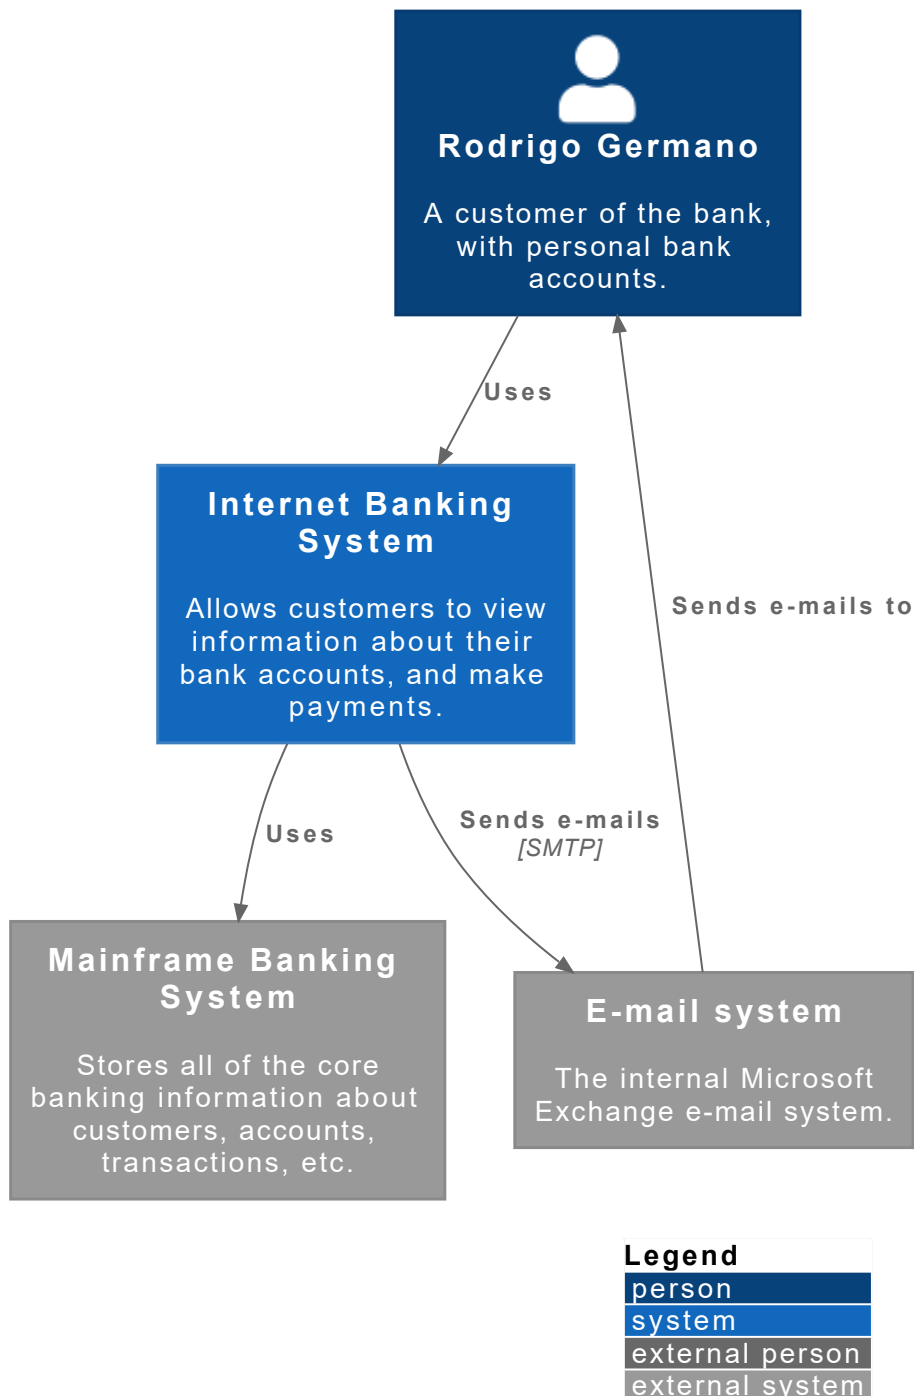 Rodrigo Germano
A customer of the bank,
with personal bank
accounts.
Uses
Internet Banking
System
Allows customers to view
information about their
bank accounts, and make
payments.
Sends e-mails to
Uses
Sends e-mails
[SMTP]
Mainframe Banking
System
Stores all of the core
banking information about
customers, accounts,
transactions, etc.
E-mail system
The internal Microsoft
Exchange e-mail system.
Legend
person
system
external person
external system